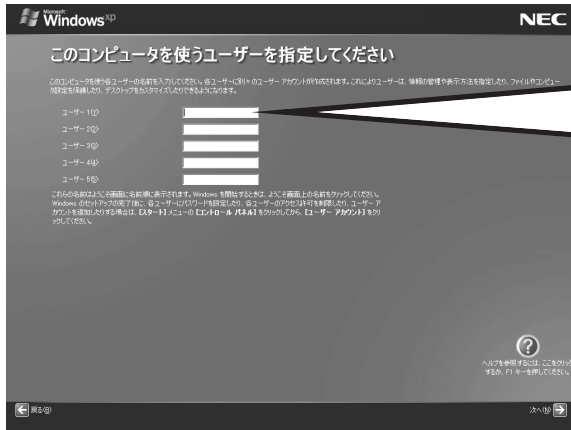 Microsoft
Windows xp
NEC
このコンピュータを使うユーザーを指定してください
このコンピュータを使う各ユーザーの名前を入力してください。各ユーザーに別々のユーザー アカウントが作成されます。これによりユーザーは、情報の管理や表示方法を指定したり、ファイルやコンピュー
タ設定を保護したり、デスクトップをカスタマイズしたりできるようになります。
ユーザー 1(Y):
ユーザー 2(2):
ユーザー 3(3):
ユーザー 4(4):
ユーザー 5(5):
これらの名前はようこそ画面に名前順に表示されます。Windows を開始するときは、ようこそ画面上の名前をクリックしてください。
Windows のセットアップの完了後に、各ユーザーにパスワードを設定したり、各ユーザーのアクセス許可を制限したり、ユーザー ア
カウントを追加したりする場合は、[スタート] メニューの [コントロール パネル] をクリックしてから、[ユーザー アカウント] をクリ
ックしてください。
ヘルプを参照するには、ここをクリック
するか、F1 キーを押してください。
戻る(B)
次へ(N)